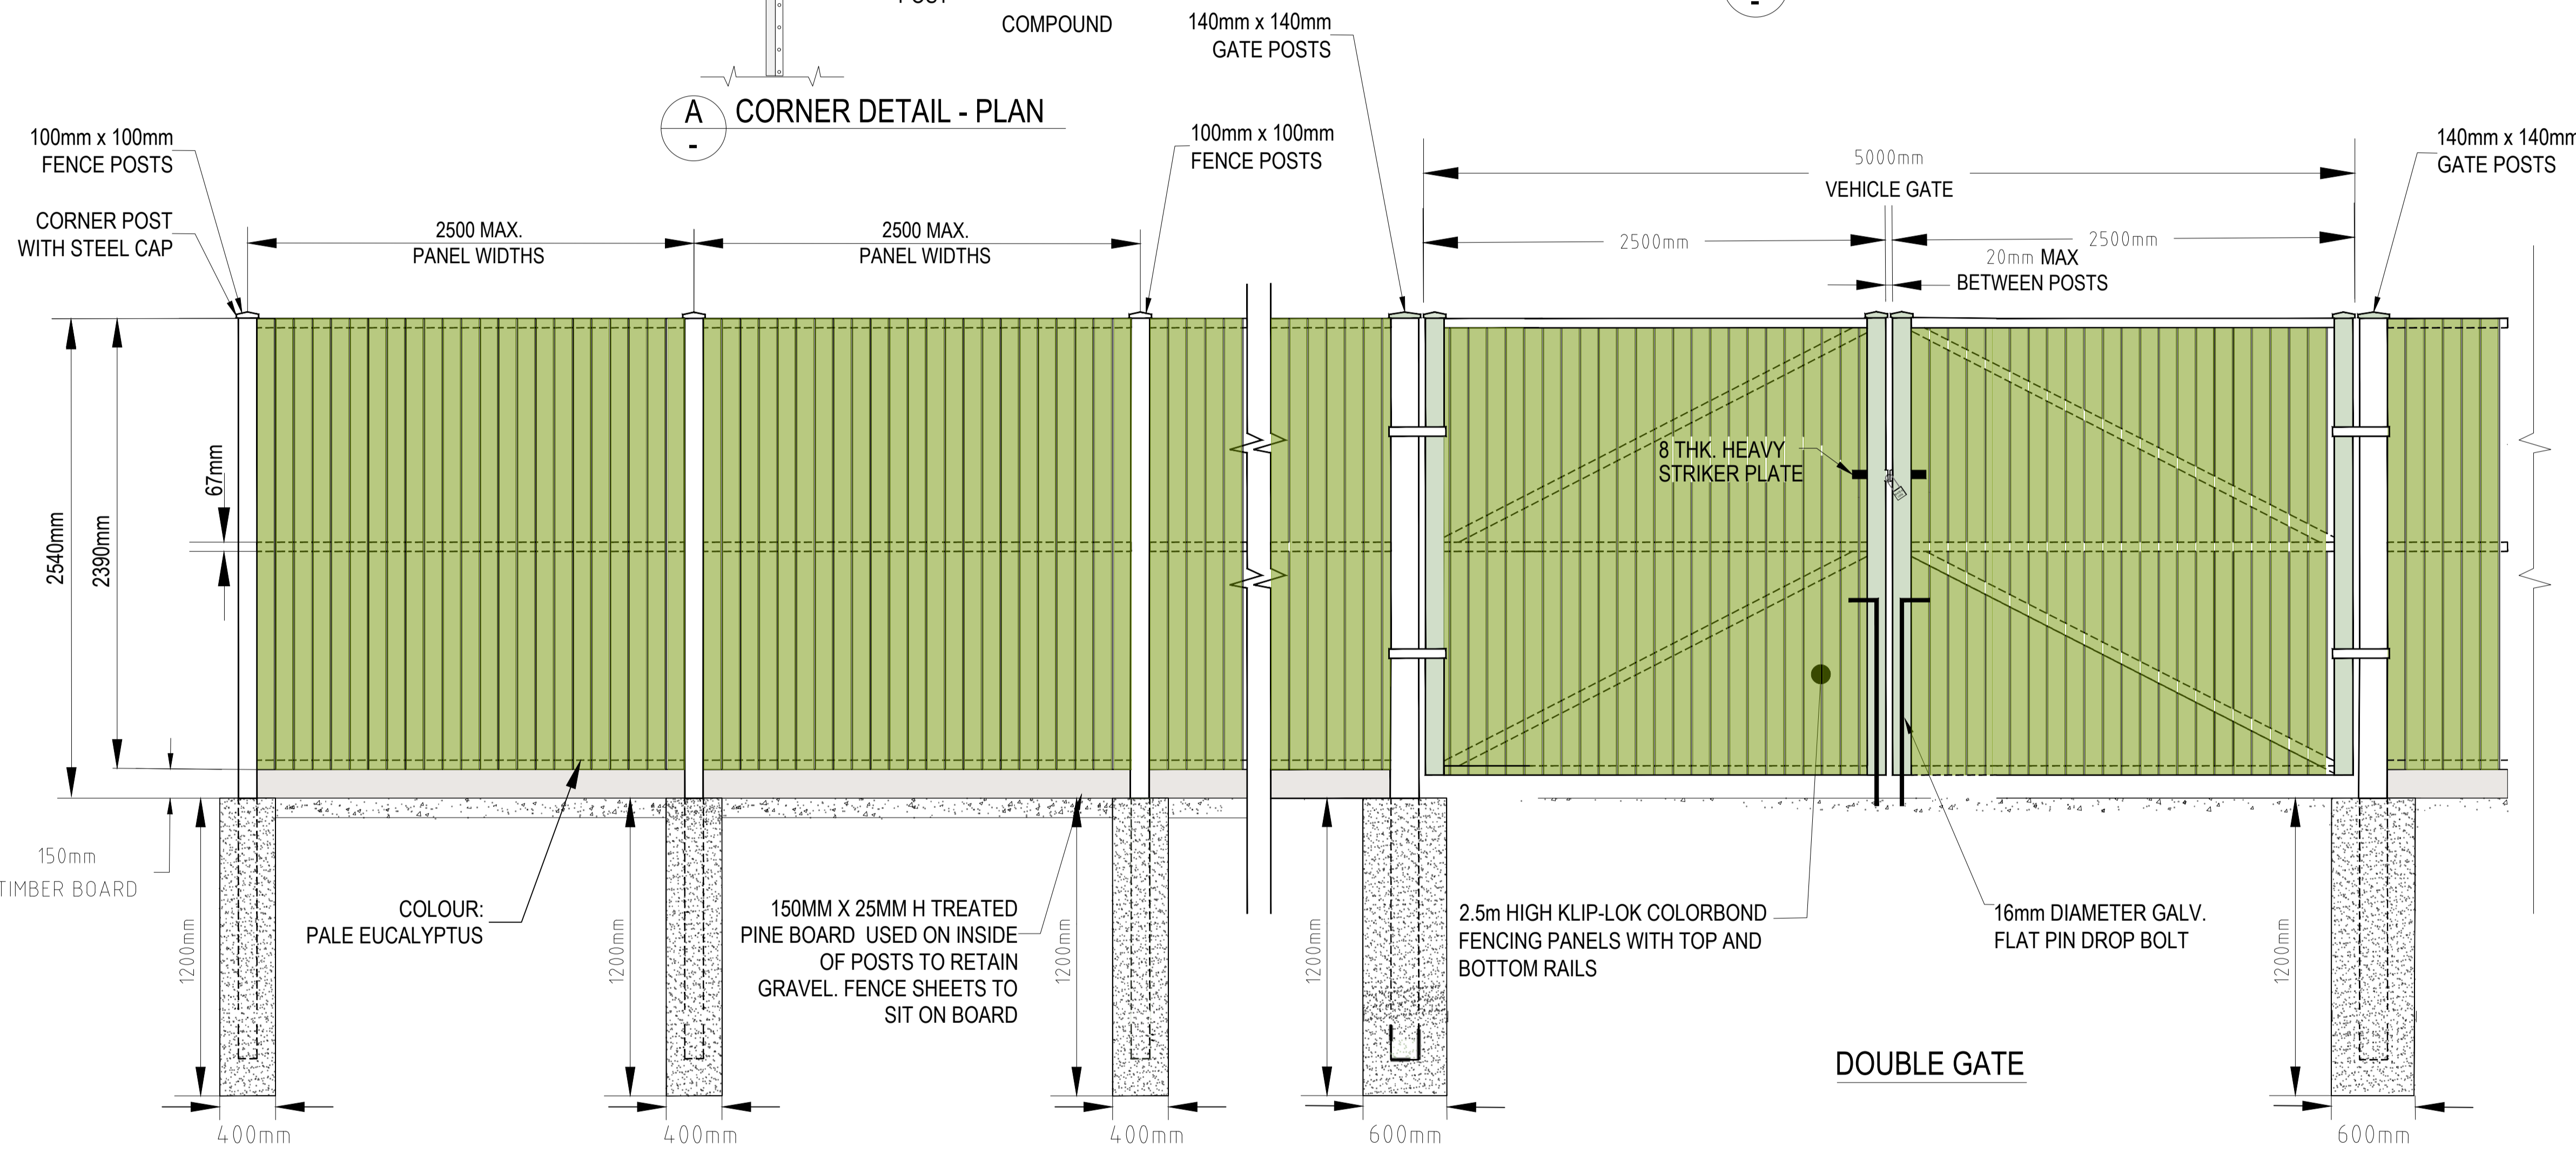 COMPOUND
A
-
CORNER DETAIL - PLAN
-
140mm x 140mm
GATE POSTS
100mm x 100mm
FENCE POSTS
CORNER POST
WITH STEEL CAP
2500 MAX.
PANEL WIDTHS
2500 MAX.
PANEL WIDTHS
100mm x 100mm
FENCE POSTS
5000mm
VEHICLE GATE
2500mm
2500mm
20mm MAX
BETWEEN POSTS
140mm x 140mm
GATE POSTS
2540mm
2390mm
67mm
8 THK. HEAVY
STRIKER PLATE
150mm
TIMBER BOARD
1200mm
COLOUR:
PALE EUCALYPTUS
1200mm
150MM X 25MM H TREATED
PINE BOARD USED ON INSIDE
OF POSTS TO RETAIN
GRAVEL. FENCE SHEETS TO
SIT ON BOARD
1200mm
1200mm
2.5m HIGH KLIP-LOK COLORBOND
FENCING PANELS WITH TOP AND
BOTTOM RAILS
16mm DIAMETER GALV.
FLAT PIN DROP BOLT
1200mm
DOUBLE GATE
400mm
400mm
400mm
600mm
600mm